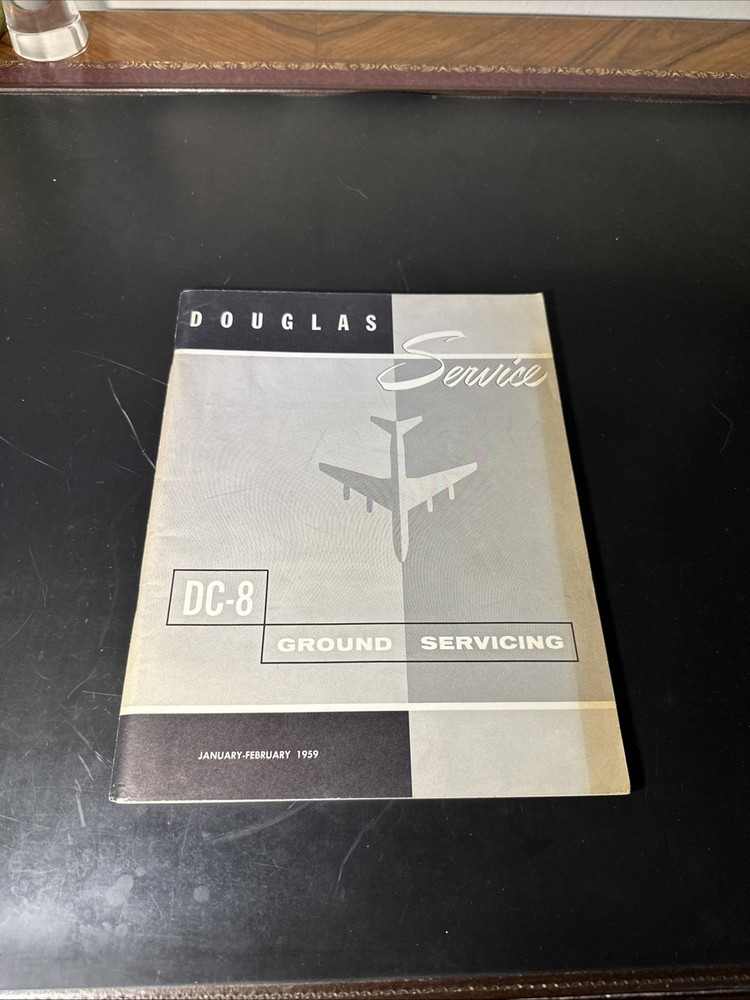 DOUGLAS
Service
DC-8
GROUND SERVICING
JANUARY-FEBRUARY 1959